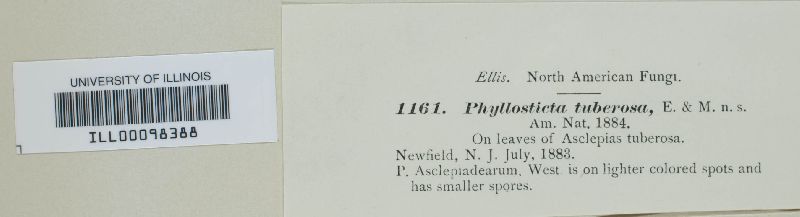 UNIVERSITY OF ILLINOIS
ILL00098388
Ellis. North American Fungi.
1161. Phyllosticta tuberosa, E. & M. n. s.
Am. Nat. 1884.
On leaves of Asclepias tuberosa.
Newfield, N. J. July, 1883.
P. Asclepiadearum, West. is on lighter colored spots and
has smaller spores.